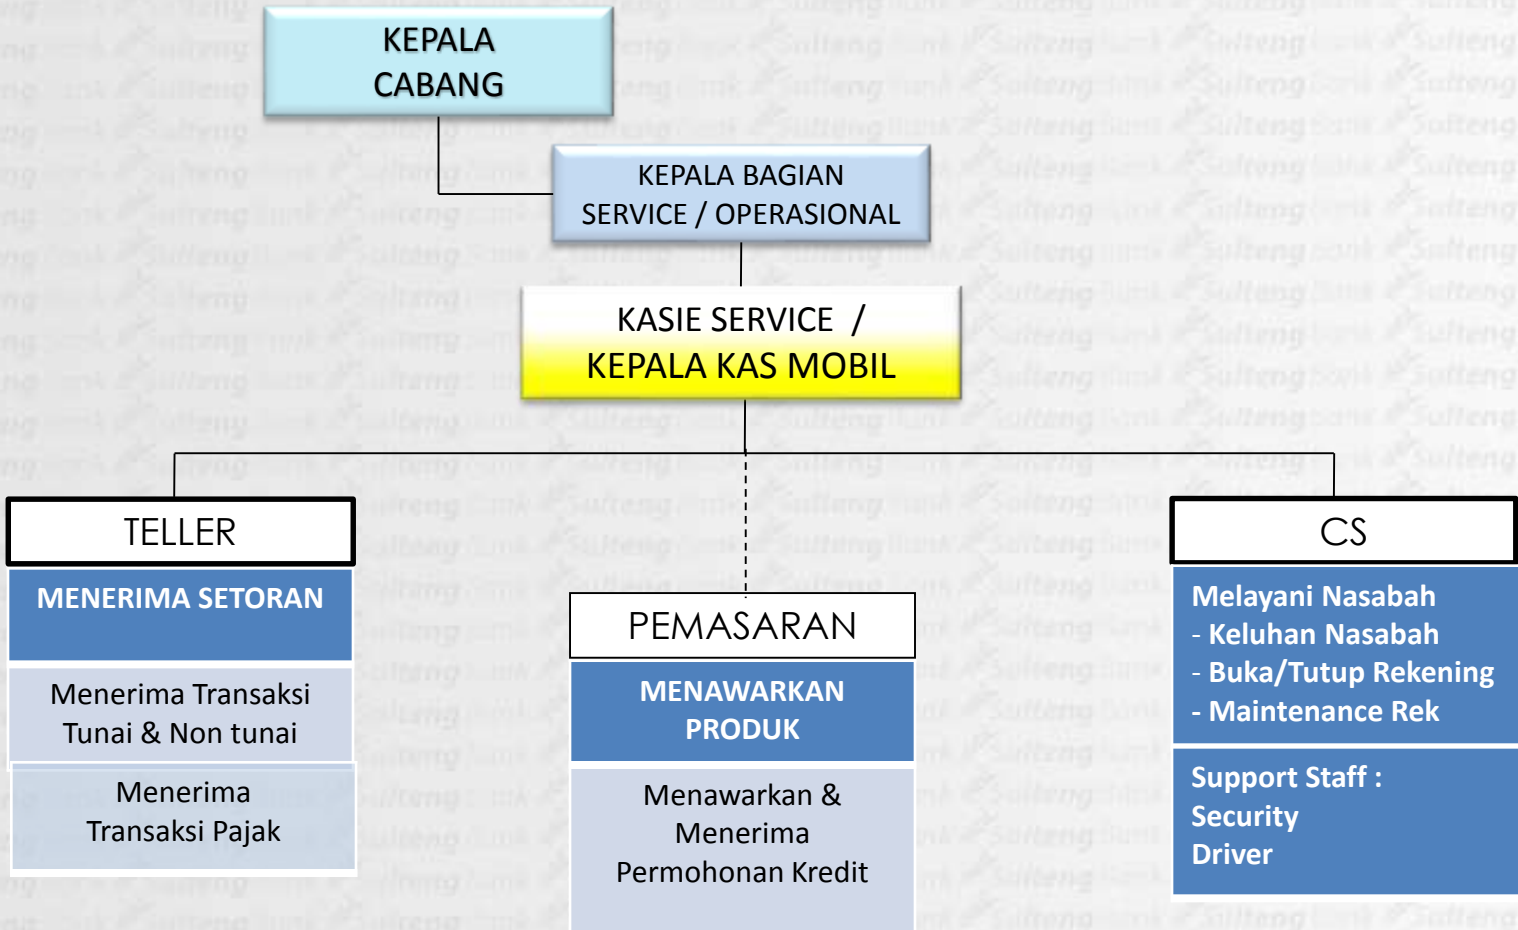 KEPALA
CABANG
KEPALA BAGIAN
SERVICE / OPERASIONAL
KASIE SERVICE /
KEPALA KAS MOBIL
TELLER
MENERIMA SETORAN
Menerima Transaksi
Tunai & Non tunai
Menerima
Transaksi Pajak
PEMASARAN
MENAWARKAN
PRODUK
Menawarkan &
Menerima
Permohonan Kredit
CS
Melayani Nasabah
- Keluhan Nasabah
- Buka/Tutup Rekening
- Maintenance Rek
Support Staff :
Security
Driver